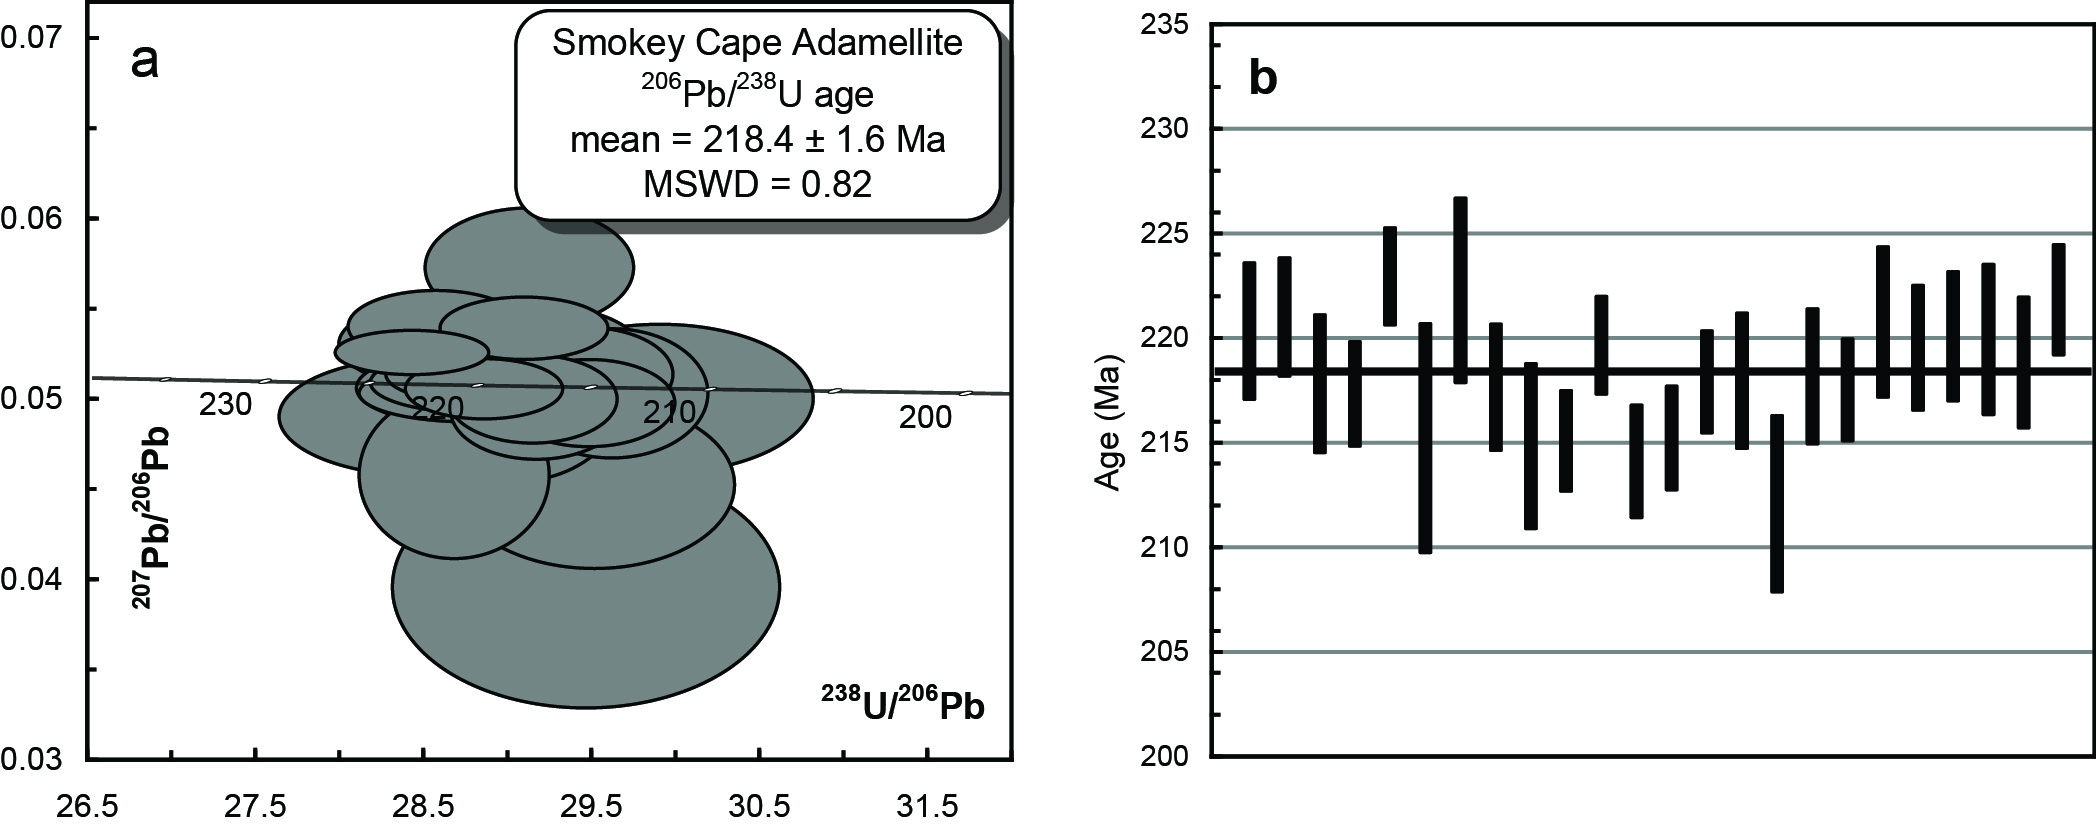 a
Smokey Cape Adamellite
²⁰⁶Pb/²³⁸U age
mean = 218.4 ± 1.6 Ma
MSWD = 0.82
0.07
0.06
0.05
0.04
0.03
230
220
210
200
²⁰⁷Pb/²⁰⁶Pb
²³⁸U/²⁰⁶Pb
26.5 27.5 28.5 29.5 30.5 31.5
b
235
230
225
220
215
210
205
200
Age (Ma)